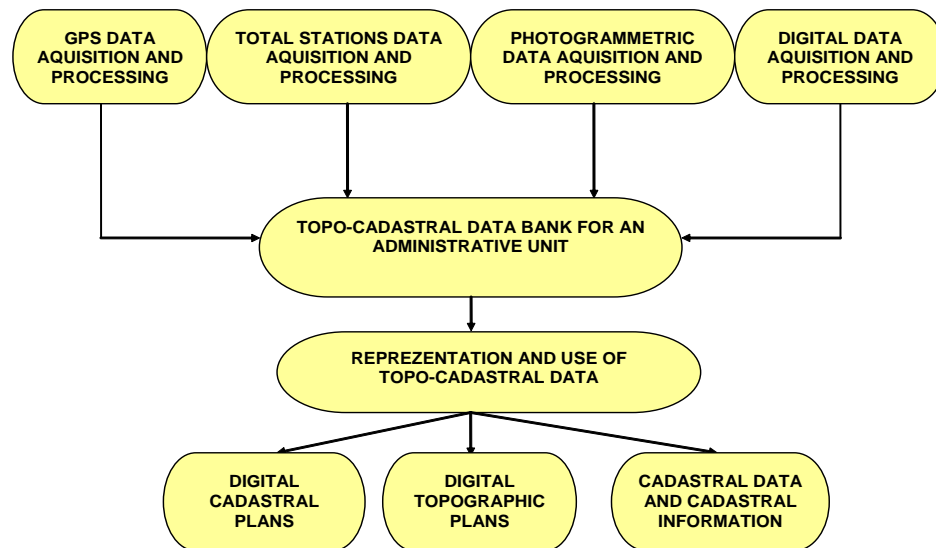 GPS DATA
AQUISITION AND
PROCESSING
TOTAL STATIONS DATA
AQUISITION AND
PROCESSING
PHOTOGRAMMETRIC
DATA AQUISITION AND
PROCESSING
DIGITAL DATA
AQUISITION AND
PROCESSING
TOPO-CADASTRAL DATA BANK FOR AN
ADMINISTRATIVE UNIT
REPREZENTATION AND USE OF
TOPO-CADASTRAL DATA
DIGITAL
CADASTRAL
PLANS
DIGITAL
TOPOGRAPHIC
PLANS
CADASTRAL DATA
AND CADASTRAL
INFORMATION